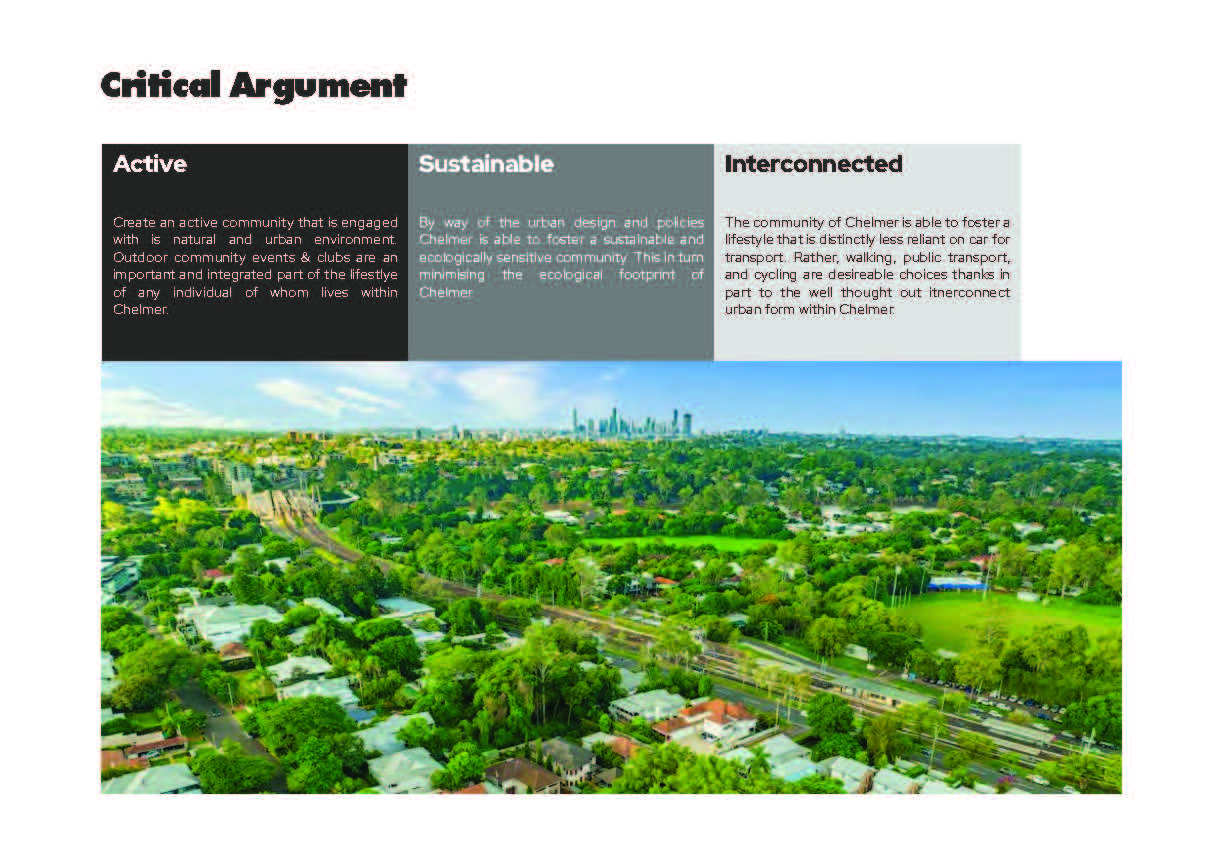 Critical Argument
Active
Create an active community that is engaged
with is natural and urban environment.
Outdoor community events & clubs are an
important and integrated part of the lifestlye
of any individual of whom lives within
Chelmer.
Sustainable
By way of the urban design and policies
Chelmer is able to foster a sustainable and
ecologically sensitive community. This in turn
minimising the ecological footprint of
Chelmer.
Interconnected
The community of Chelmer is able to foster a
lifestyle that is distinctly less reliant on car for
transport. Rather, walking, public transport,
and cycling are desireable choices thanks in
part to the well thought out itnerconnect
urban form within Chelmer.